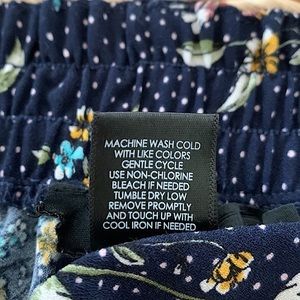 MACHINE WASH COLD
WITH LIKE COLORS
GENTLE CYCLE
USE NON-CHLORINE
BLEACH IF NEEDED
TUMBLE DRY LOW
REMOVE PROMPTLY
AND TOUCH UP WITH
COOL IRON IF NEEDED